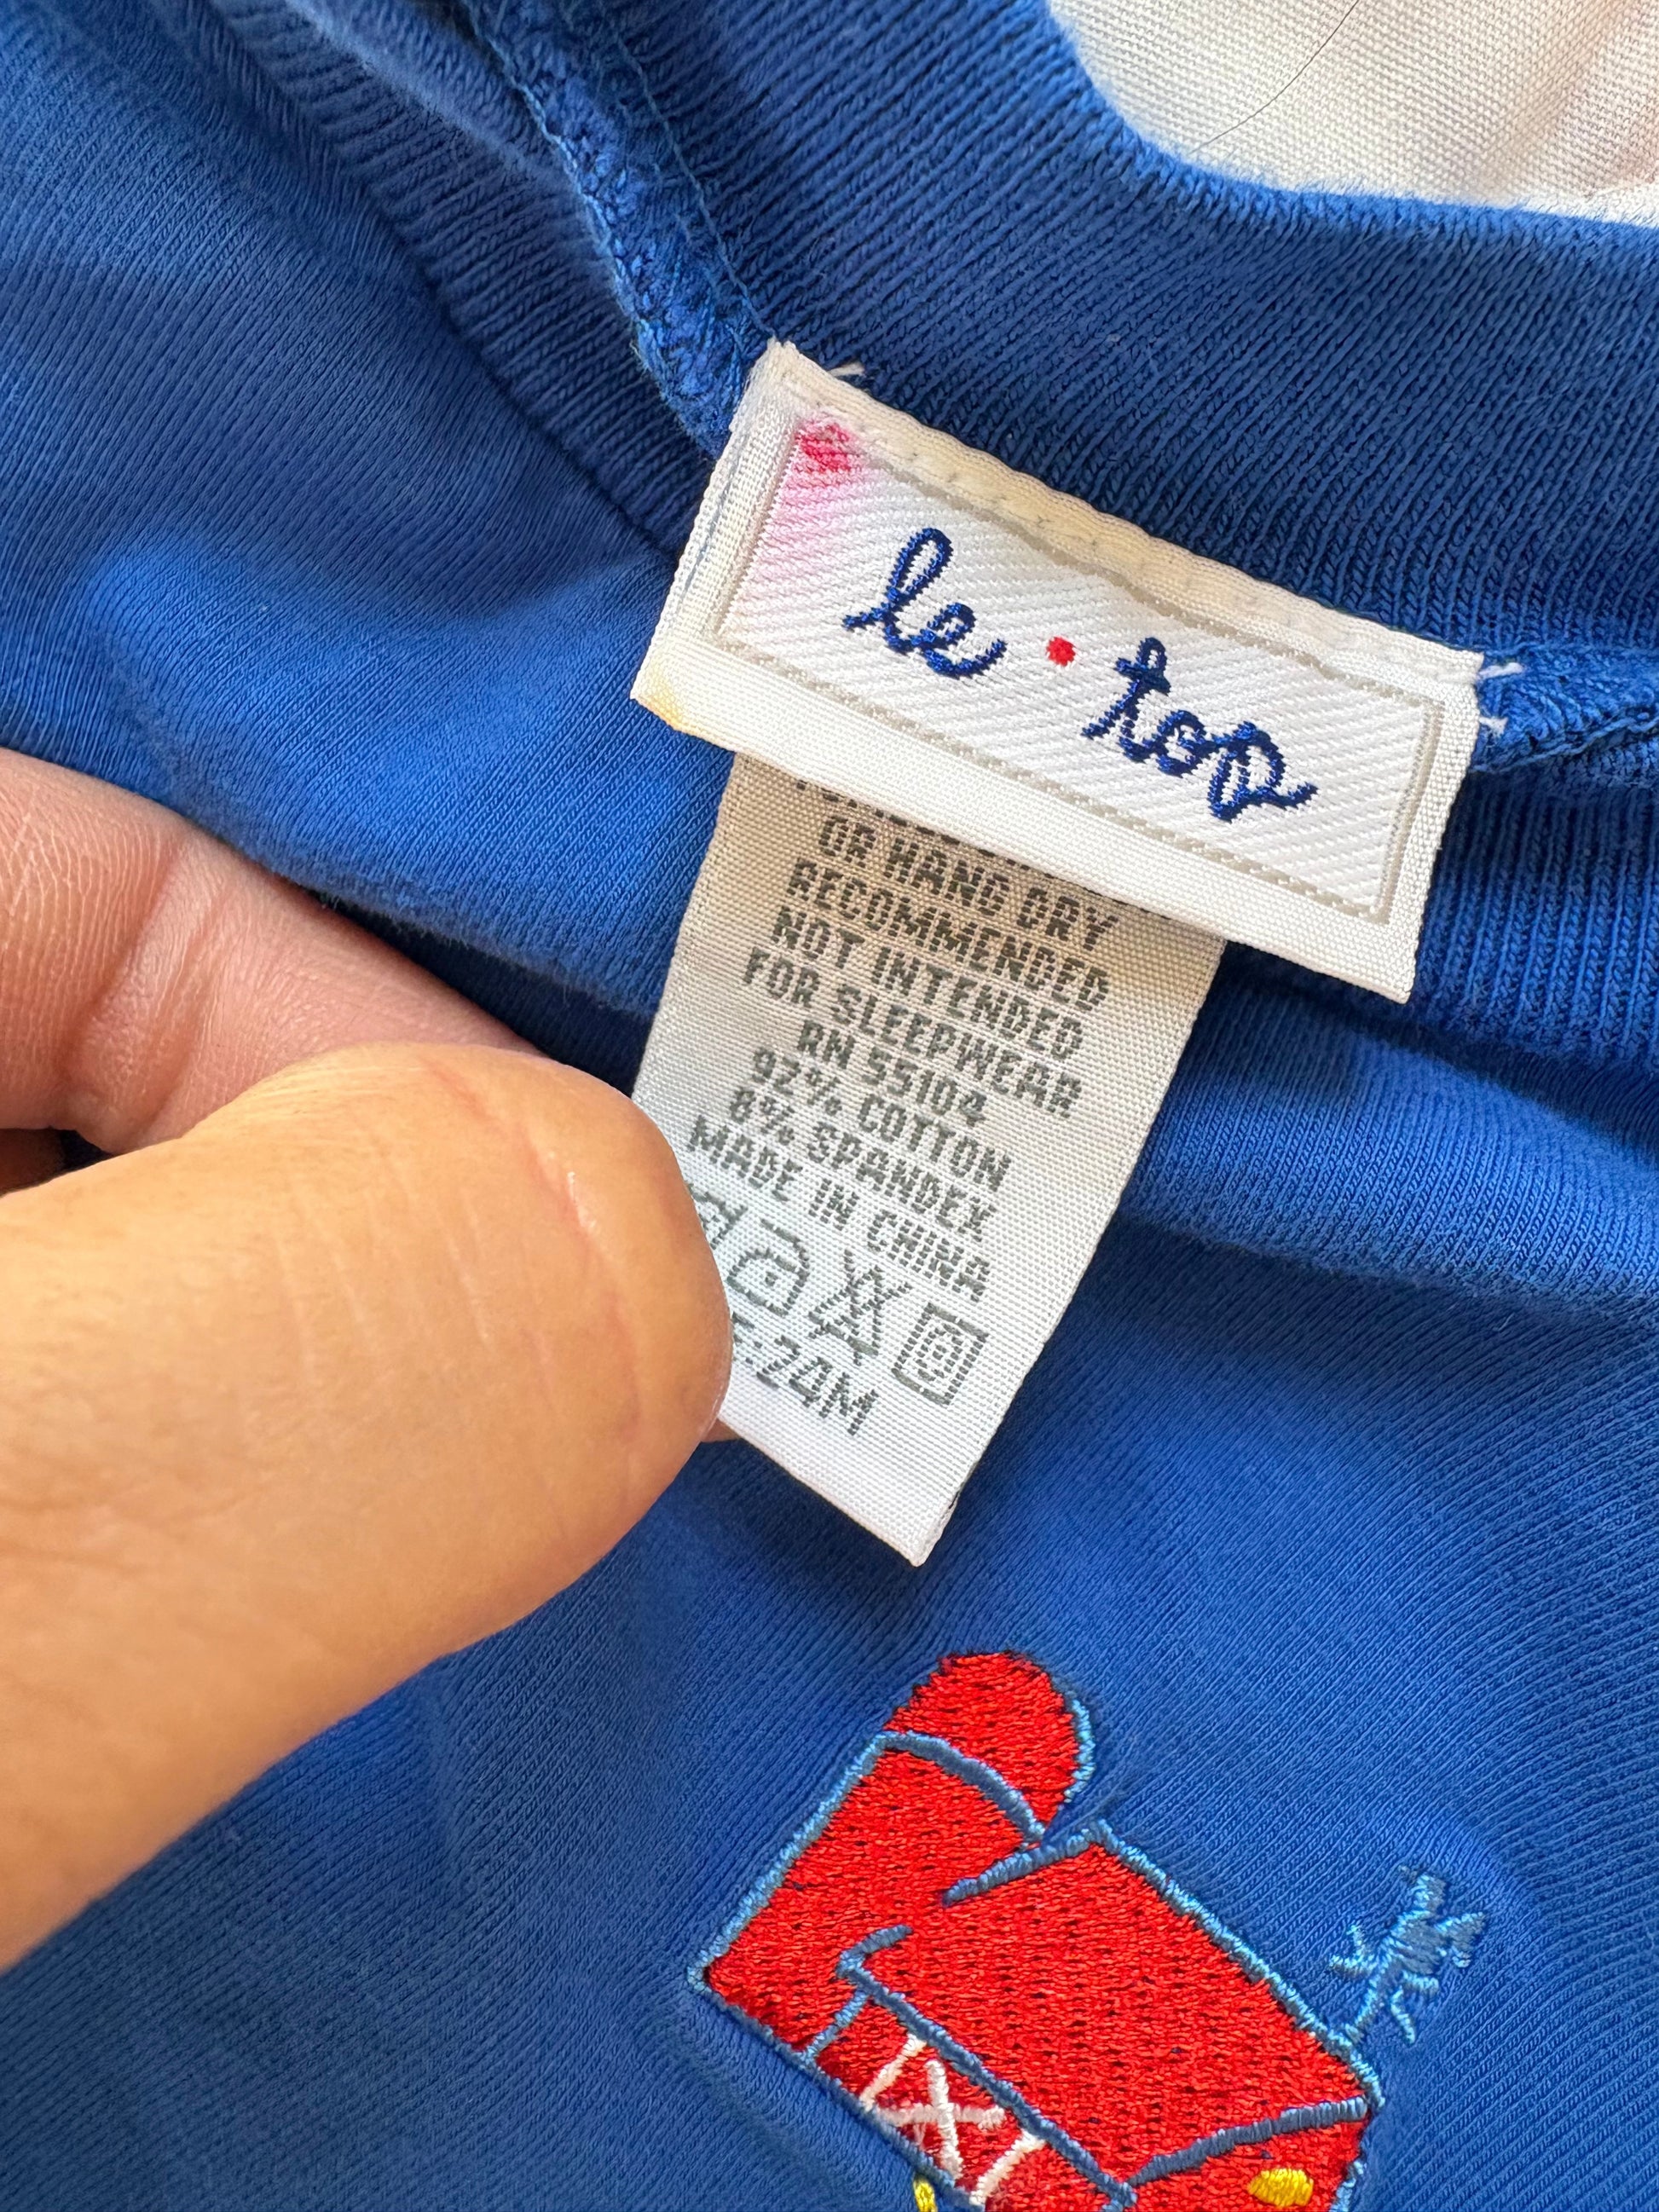 le • top
OR HAND DRY
RECOMMENDED
NOT INTENDED
FOR SLEEPWEAR
RN 55104
92% COTTON
8% SPANDEX
MADE IN CHINA
24M